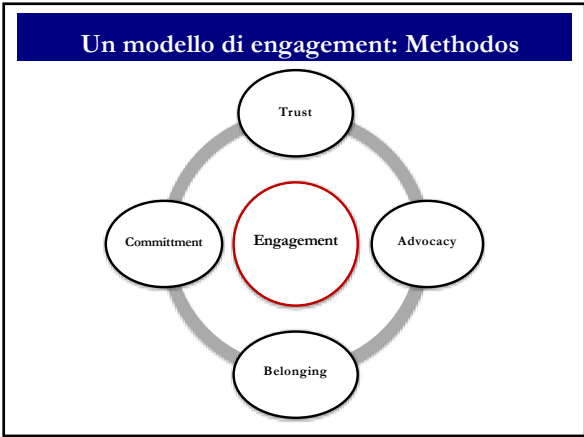 Un modello di engagement: Methodos
Trust
Committment
Engagement
Advocacy
Belonging